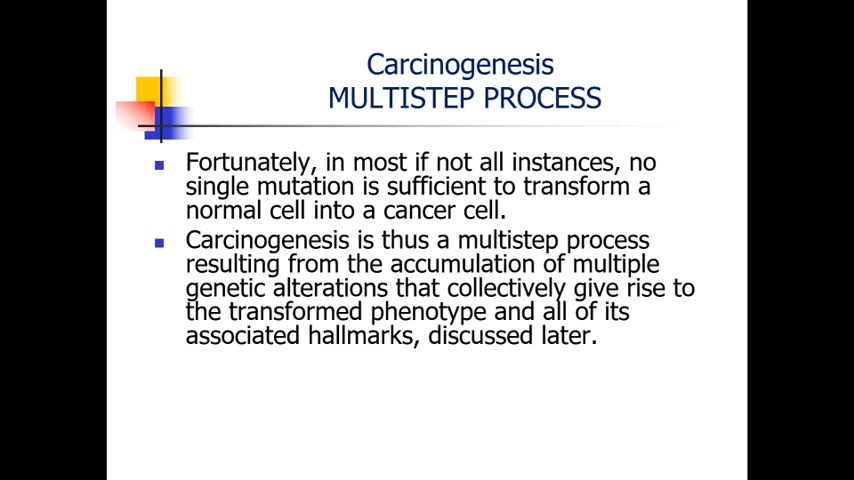 Carcinogenesis
MULTISTEP PROCESS
Fortunately, in most if not all instances, no
single mutation is sufficient to transform a
normal cell into a cancer cell.
Carcinogenesis is thus a multistep process
resulting from the accumulation of multiple
genetic alterations that collectively give rise to
the transformed phenotype and all of its
associated hallmarks, discussed later.